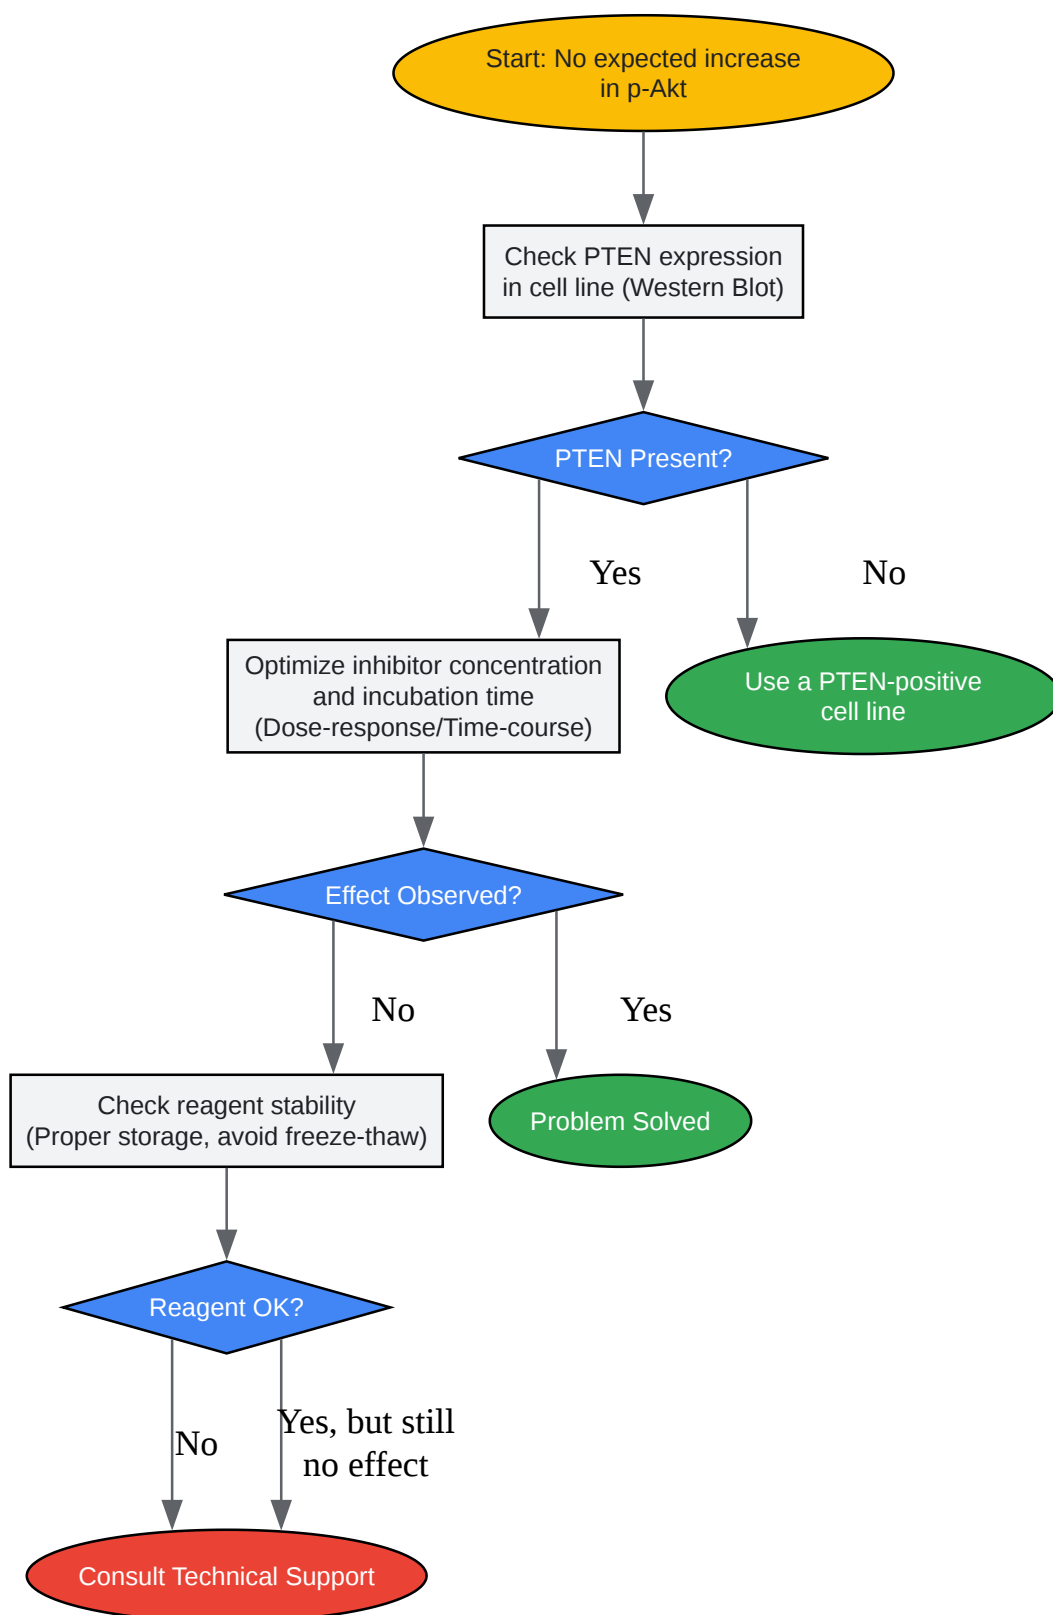 Start: No expected increase
in p-Akt
Check PTEN expression
in cell line (Western Blot)
PTEN Present?
Yes
No
Optimize inhibitor concentration
and incubation time
(Dose-response/Time-course)
Use a PTEN-positive
cell line
Effect Observed?
No
Yes
Check reagent stability
(Proper storage, avoid freeze-thaw)
Problem Solved
Reagent OK?
No
Yes, but still
no effect
Consult Technical Support